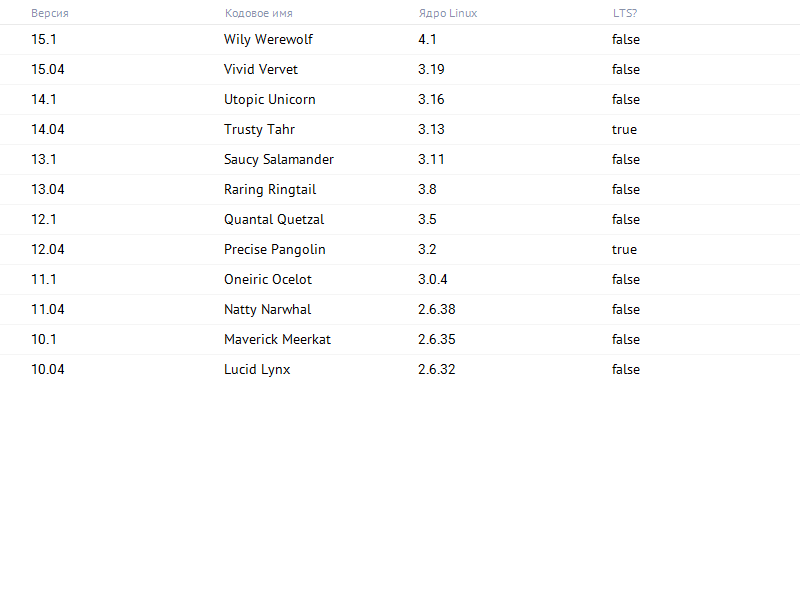 Версия Кодовое имя Ядро Linux LTS?
15.1 Wily Werewolf 4.1 false
15.04 Vivid Vervet 3.19 false
14.1 Utopic Unicorn 3.16 false
14.04 Trusty Tahr 3.13 true
13.1 Saucy Salamander 3.11 false
13.04 Raring Ringtail 3.8 false
12.1 Quantal Quetzal 3.5 false
12.04 Precise Pangolin 3.2 true
11.1 Oneiric Ocelot 3.0.4 false
11.04 Natty Narwhal 2.6.38 false
10.1 Maverick Meerkat 2.6.35 false
10.04 Lucid Lynx 2.6.32 false